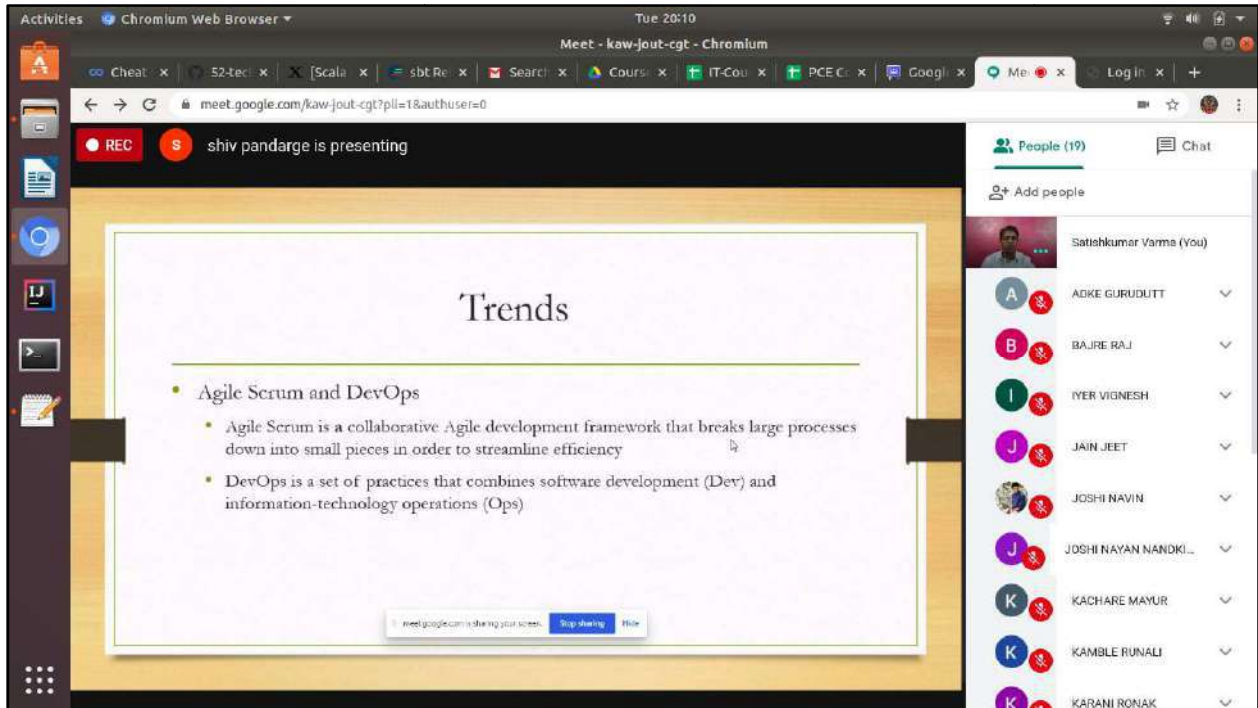 Activities Chromium Web Browser Tue 20:10
Meet - kaw-jout-cgt - Chromium
Cheat 52-tec [Scala sbt Re Search Cours IT-Cou PCE C Googl Me Log in
meet.google.com/kaw-jout-cgt?pli=1&authuser=0
REC S shiv pandarge is presenting
People (19) Chat
Add people
Satishkumar Varma (You)
Trends
Agile Scrum and DevOps
Agile Scrum is a collaborative Agile development framework that breaks large processes
down into small pieces in order to streamline efficiency
DevOps is a set of practices that combines software development (Dev) and
information-technology operations (Ops)
meet.google.com is sharing your screen. Stop sharing Hide
A ADKE GURUDUTT
B BAJRE RAJ
I IYER VIGNESH
J JAIN JEET
JOSHI NAVIN
J JOSHI NAYAN NANDKI...
K KACHARE MAYUR
K KAMBLE RUNALI
K KARANI RONAK